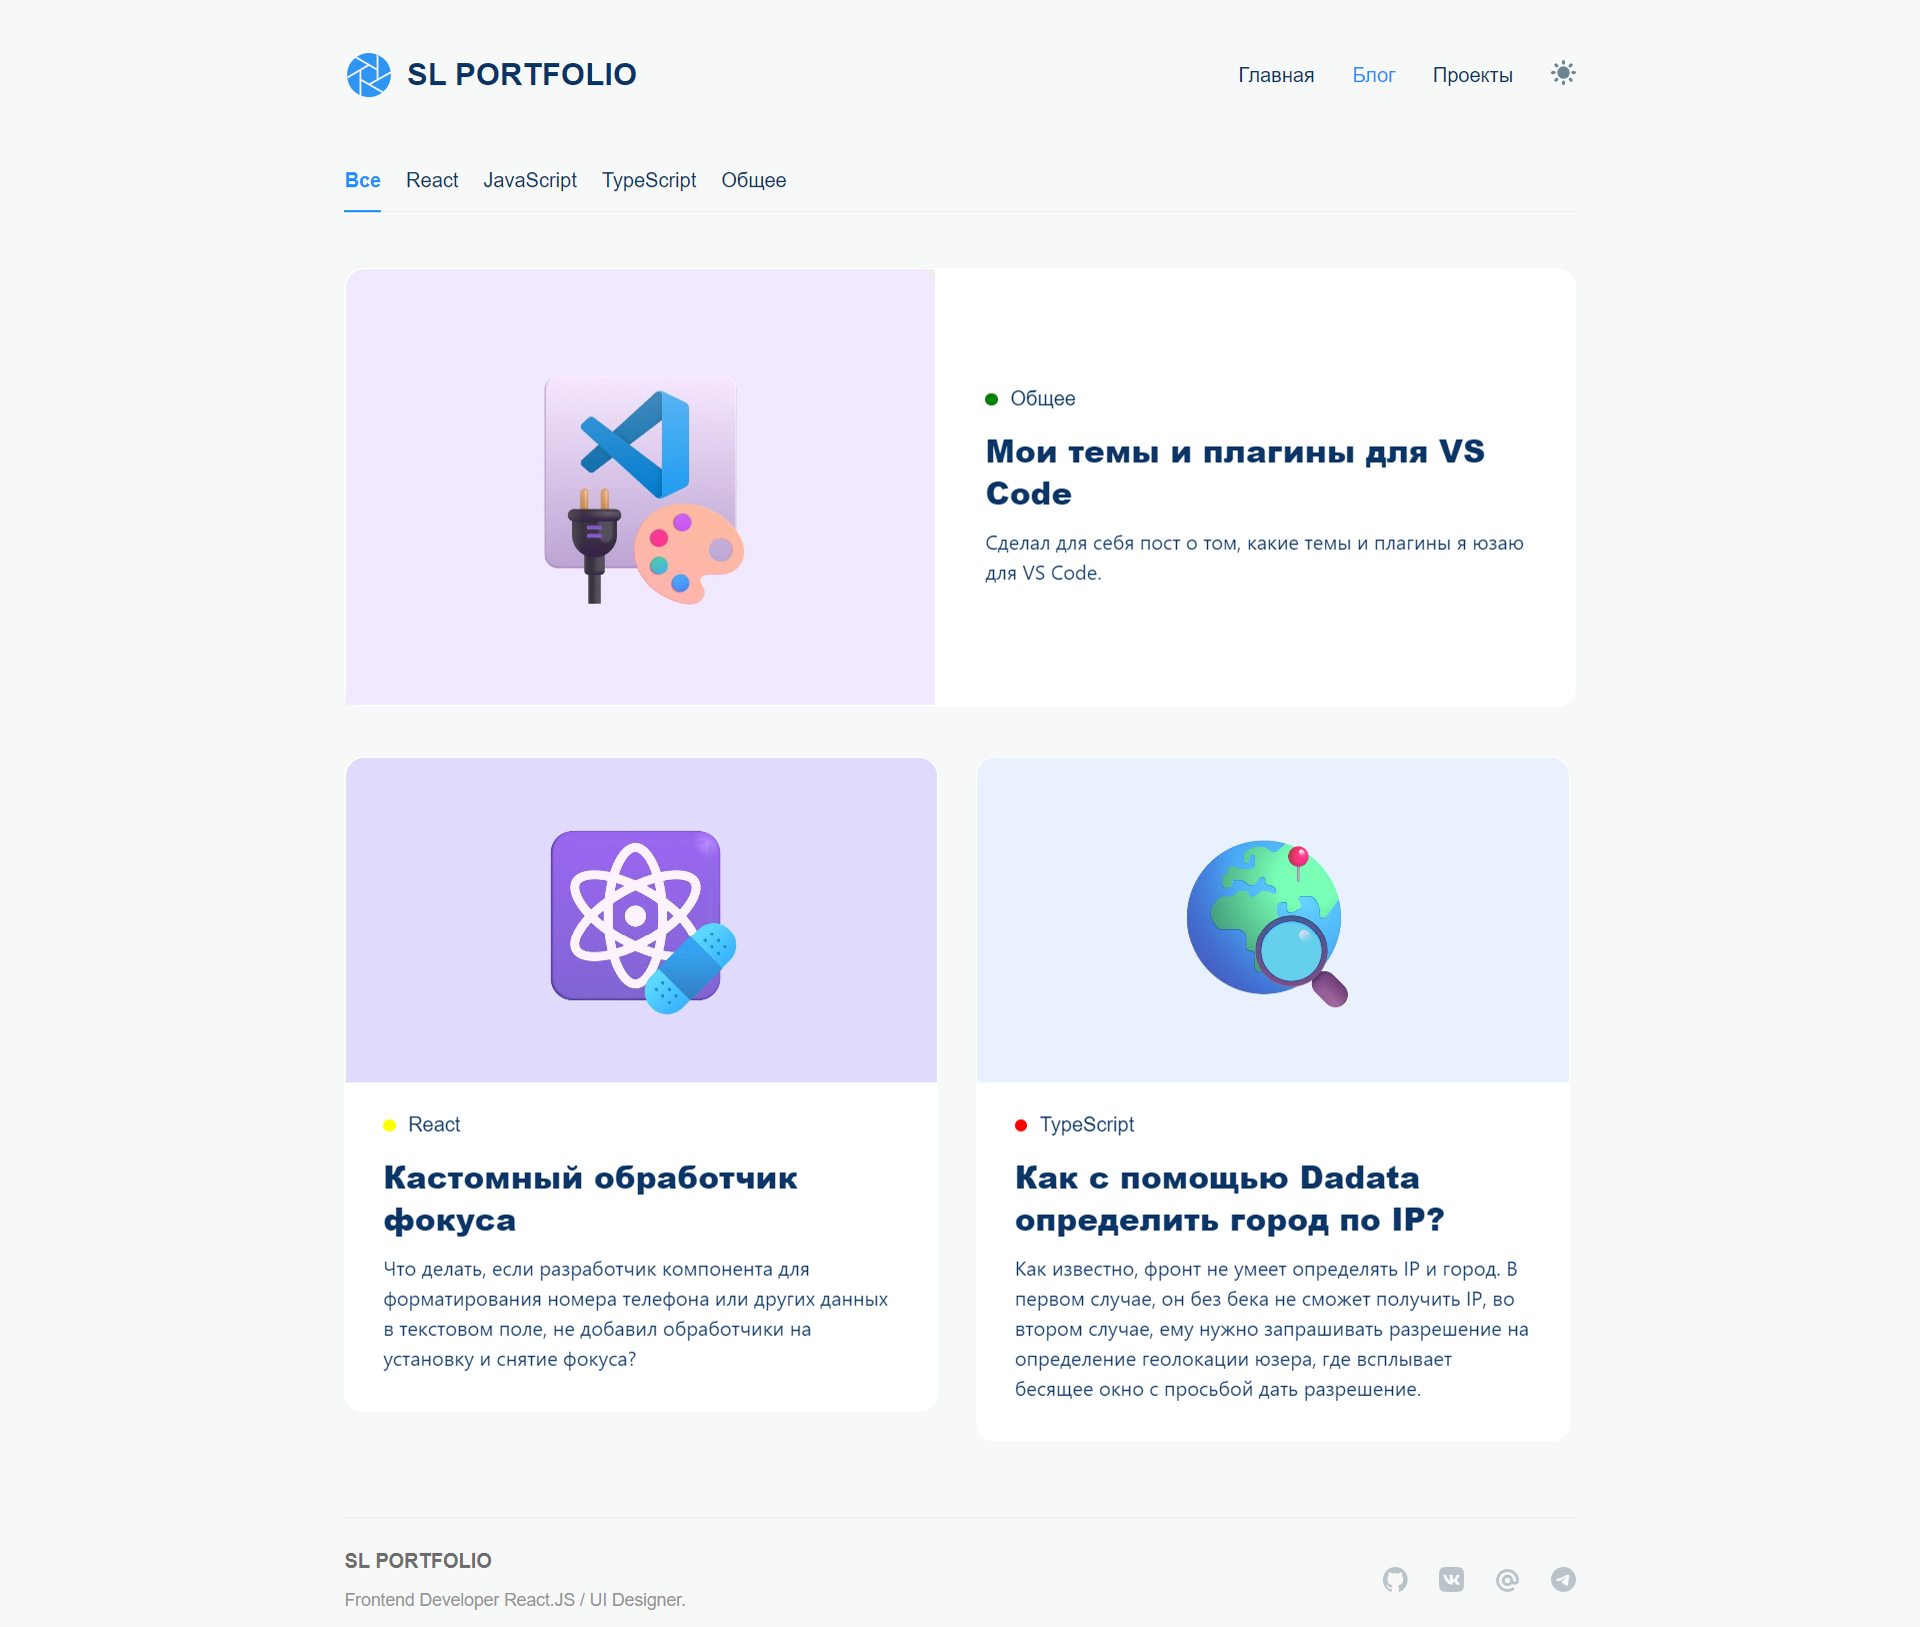 SL PORTFOLIO
Главная Блог Проекты
Все React JavaScript TypeScript Общее
Общее
Мои темы и плагины для VS
Code
Сделал для себя пост о том, какие темы и плагины я юзаю
для VS Code.
React
Кастомный обработчик
фокуса
Что делать, если разработчик компонента для
форматирования номера телефона или других данных
в текстовом поле, не добавил обработчики на
установку и снятие фокуса?
TypeScript
Как с помощью Dadata
определить город по IP?
Как известно, фронт не умеет определять IP и город. В
первом случае, он без бека не сможет получить IP, во
втором случае, ему нужно запрашивать разрешение на
определение геолокации юзера, где всплывает
бесящее окно с просьбой дать разрешение.
SL PORTFOLIO
Frontend Developer React.JS / UI Designer.